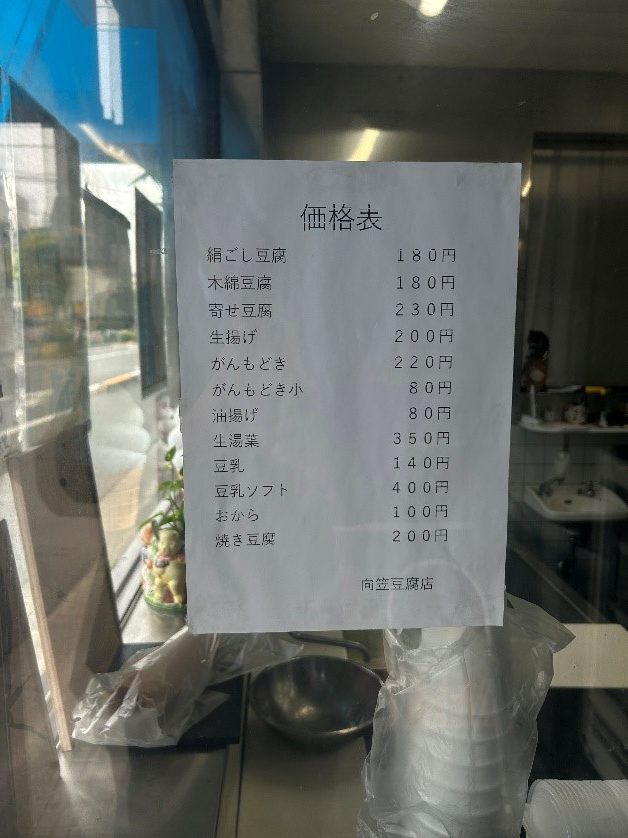 価格表
絹ごし豆腐 １８０円
木綿豆腐 １８０円
寄せ豆腐 ２３０円
生揚げ ２００円
がんもどき ２２０円
がんもどき小 ８０円
油揚げ ８０円
生湯葉 ３５０円
豆乳 １４０円
豆乳ソフト ４００円
おから １００円
焼き豆腐 ２００円
向笠豆腐店